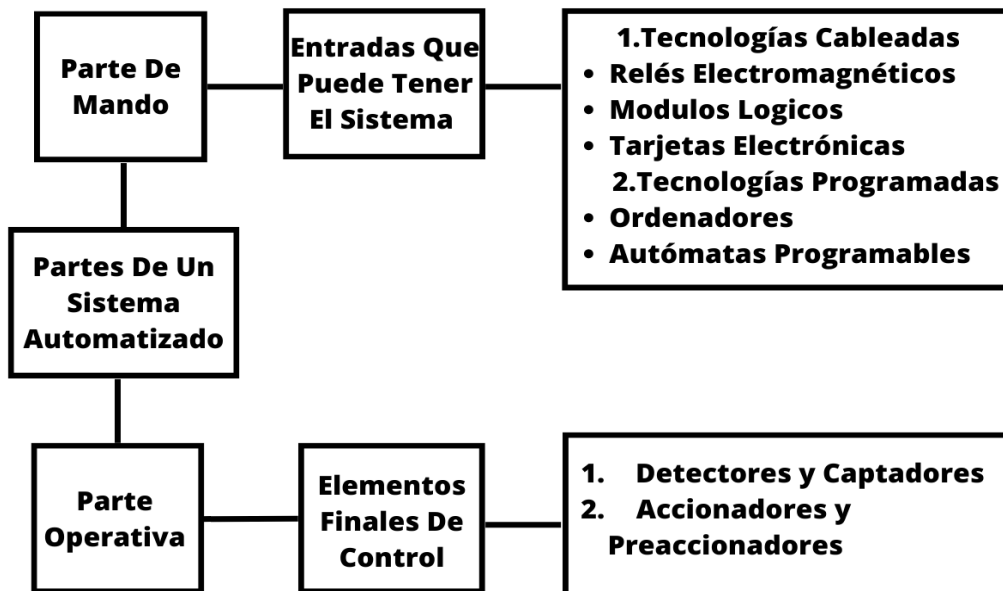 Parte De
Mando
Entradas Que
Puede Tener
El Sistema
1.Tecnologías Cableadas
• Relés Electromagnéticos
• Modulos Logicos
• Tarjetas Electrónicas
2.Tecnologías Programadas
• Ordenadores
• Autómatas Programables
Partes De Un
Sistema
Automatizado
Parte
Operativa
Elementos
Finales De
Control
1. Detectores y Captadores
2. Accionadores y
Preaccionadores